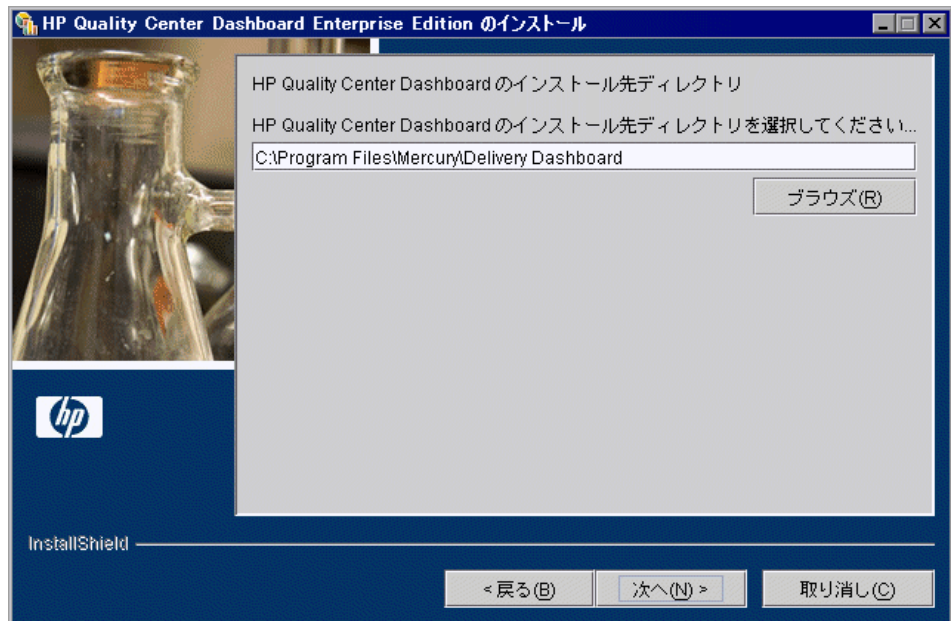 HP Quality Center Dashboard Enterprise Edition のインストール
HP Quality Center Dashboard のインストール先ディレクトリ
HP Quality Center Dashboard のインストール先ディレクトリを選択してください...
C:\Program Files\Mercury\Delivery Dashboard
ブラウズ(R)
hp
InstallShield
< 戻る(B)
次へ(N) >
取り消し(C)